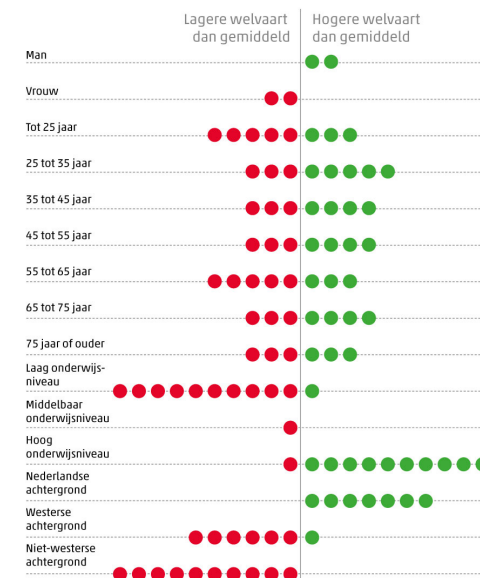 Lagere welvaart
dan gemiddeld
Hogere welvaart
dan gemiddeld
Man
Vrouw
Tot 25 jaar
25 tot 35 jaar
35 tot 45 jaar
45 tot 55 jaar
55 tot 65 jaar
65 tot 75 jaar
75 jaar of ouder
Laag onderwijs-
niveau
Middelbaar
onderwijsniveau
Hoog
onderwijsniveau
Nederlandse
achtergrond
Westerse
achtergrond
Niet-westerse
achtergrond